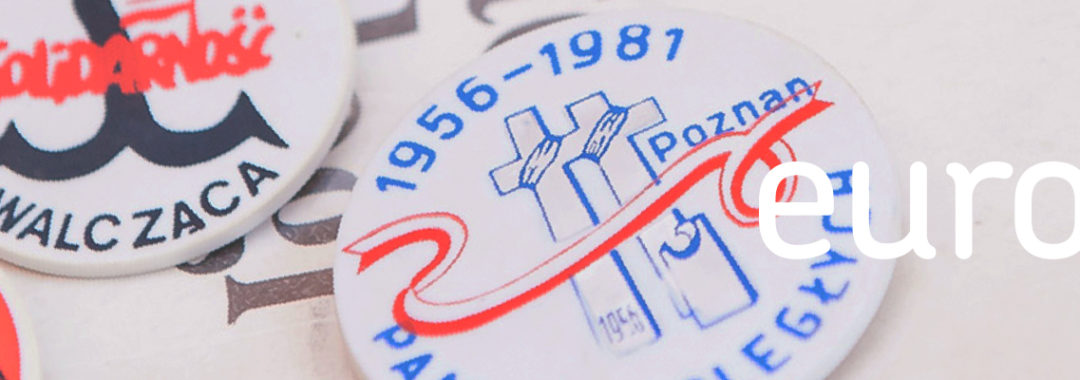 SOLIDARNOŚĆ
WALCZĄCA
1956-1981
Poznań
1956
euro